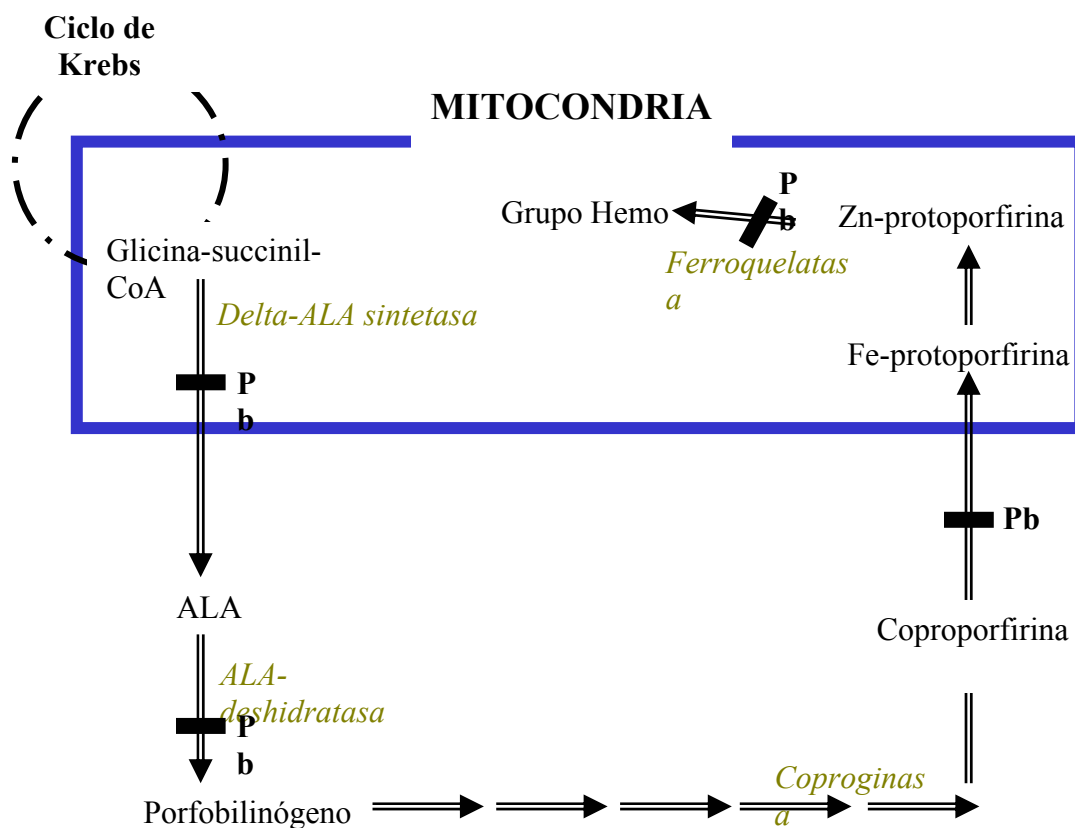 Ciclo de
Krebs
MITOCONDRIA
P
b
Grupo Hemo
Zn-protoporfirina
Ferroquelatas
a
Glicina-succinil-
CoA
Delta-ALA sintetasa
Fe-protoporfirina
P
b
Pb
ALA
Coproporfirina
ALA-
deshidratasa
P
b
Porfobilinógeno
Coproginas
a